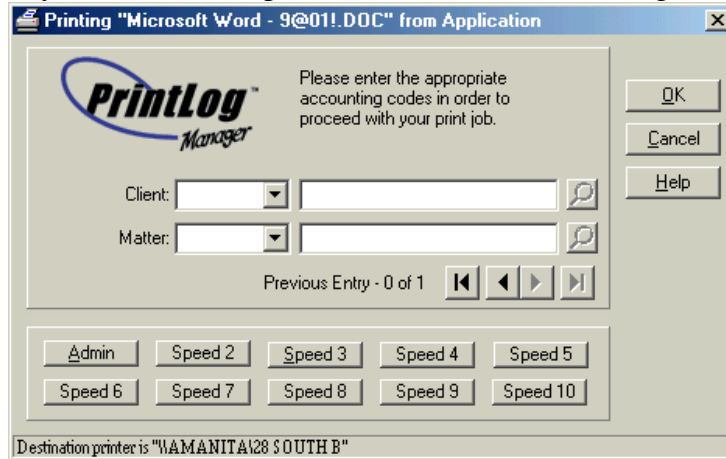 Printing "Microsoft Word - 9@01!.DOC" from Application
PrintLog™
Manager
Please enter the appropriate
accounting codes in order to
proceed with your print job.
OK
Cancel
Help
Client:
Matter:
Previous Entry - 0 of 1
Admin Speed 2 Speed 3 Speed 4 Speed 5
Speed 6 Speed 7 Speed 8 Speed 9 Speed 10
Destination printer is "\\AMANITA\28 SOUTH B"